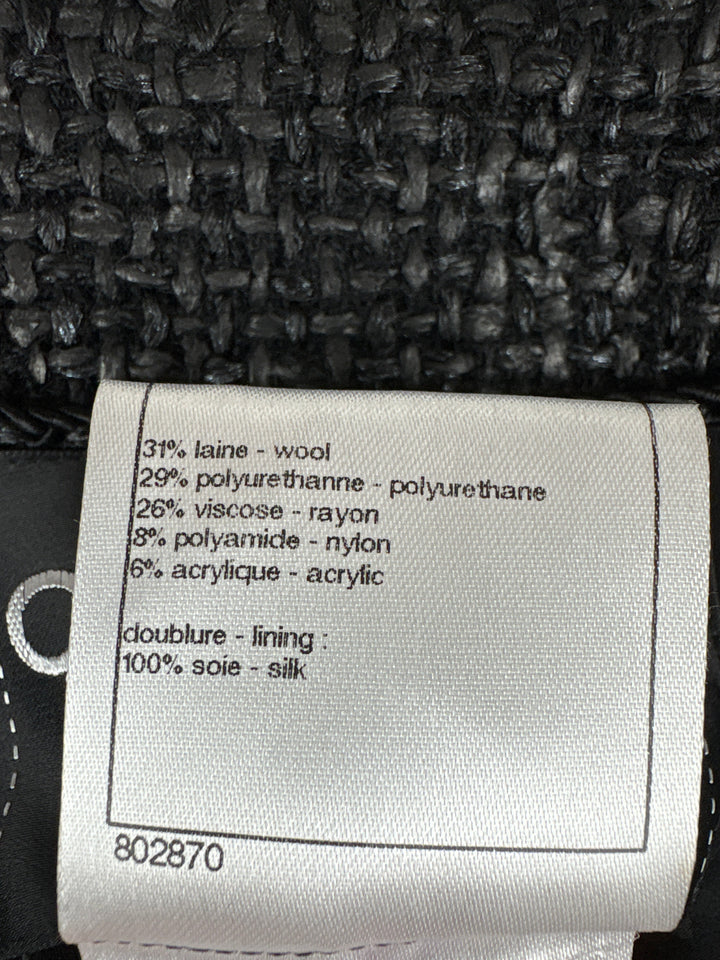 31% laine - wool
29% polyurethanne - polyurethane
26% viscose - rayon
8% polyamide - nylon
6% acrylique - acrylic
doublure - lining :
100% soie - silk
802870